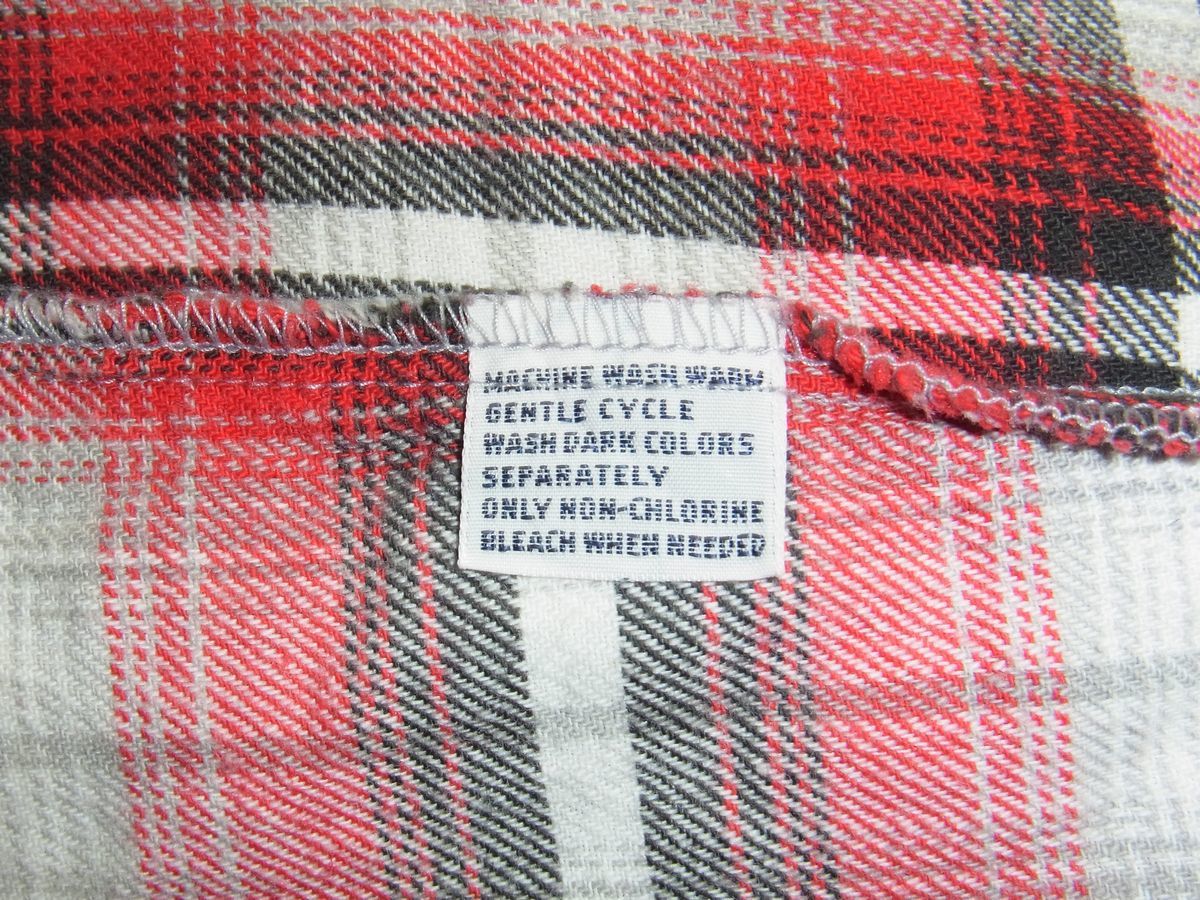 MACHINE WASH WARM
GENTLE CYCLE
WASH DARK COLORS
SEPARATELY
ONLY NON-CHLORINE
BLEACH WHEN NEEDED